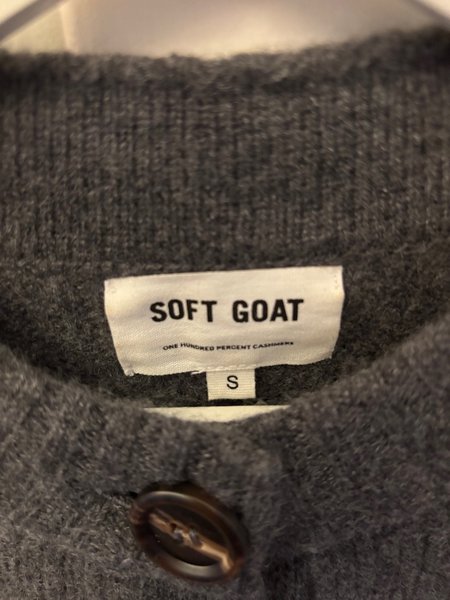 SOFT GOAT
ONE HUNDRED PERCENT CASHMERE
S